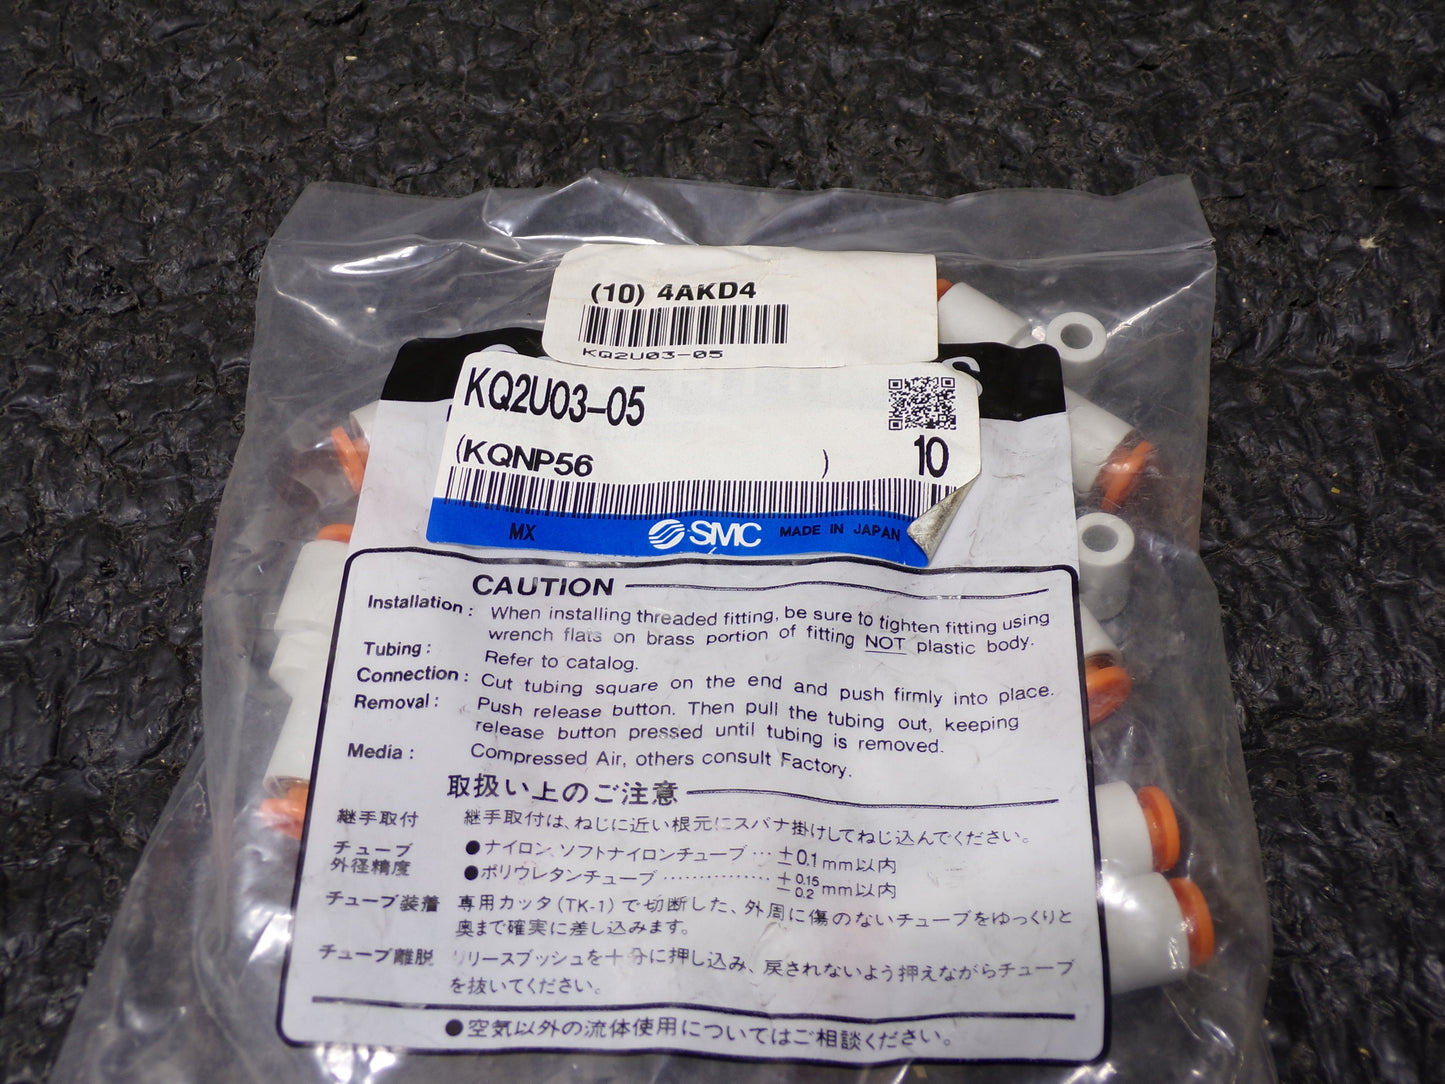 (10) 4AKD4
KQ2U03-05
S
KQ2U03-05
(KQNP56 )
10
MX SMC MADE IN JAPAN
CAUTION
Installation : When installing threaded fitting, be sure to tighten fitting using
wrench flats on brass portion of fitting NOT plastic body.
Tubing : Refer to catalog.
Connection : Cut tubing square on the end and push firmly into place.
Removal : Push release button. Then pull the tubing out, keeping
release button pressed until tubing is removed.
Media : Compressed Air, others consult Factory.
取扱い上のご注意
継手取付 継手取付は、ねじに近い根元にスパナ掛けしてねじ込んでください。
チューブ ●ナイロン、ソフトナイロンチューブ … ±0.1mm以内
外径精度 ●ポリウレタンチューブ …………… +0.15 −0.2 mm以内
チューブ装着 専用カッタ(TK-1)で切断した、外周に傷のないチューブをゆっくりと
奥まで確実に差し込みます。
チューブ離脱 リリースブッシュを十分に押し込み、戻されないよう押えながらチューブ
を抜いてください。
●空気以外の流体使用についてはご相談ください。